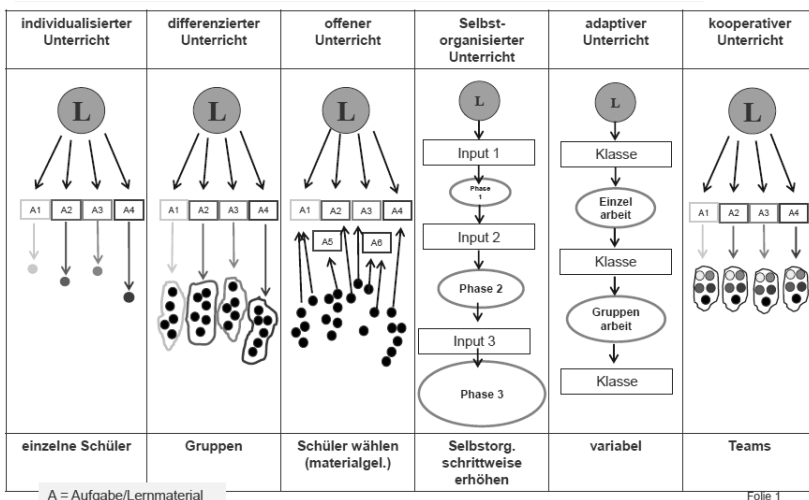 individualisierter
Unterricht
differenzierter
Unterricht
offener
Unterricht
Selbst-
organisierter
Unterricht
adaptiver
Unterricht
kooperativer
Unterricht
L
A1 A2 A3 A4
L
A1 A2 A3 A4
L
A1 A2 A3 A4
A5 A6
L
Input 1
Phase
1
Input 2
Phase 2
Input 3
Phase 3
L
Klasse
Einzel
arbeit
Klasse
Gruppen
arbeit
Klasse
L
A1 A2 A3 A4
einzelne Schüler
Gruppen
Schüler wählen
(materialgel.)
Selbstorg.
schrittweise
erhöhen
variabel
Teams
A = Aufgabe/Lernmaterial
Folie 1